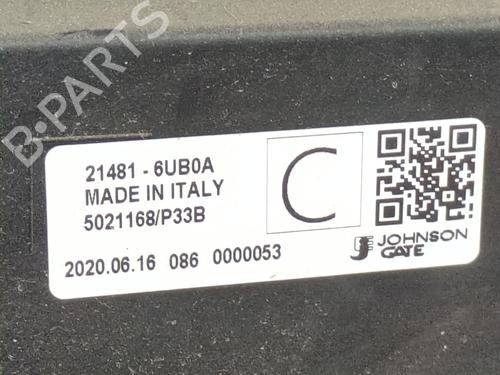 B-PARTS
21481 - 6UB0A
MADE IN ITALY
5021168/P33B
2020.06.16 086 0000053
C
JOHNSON
GATE